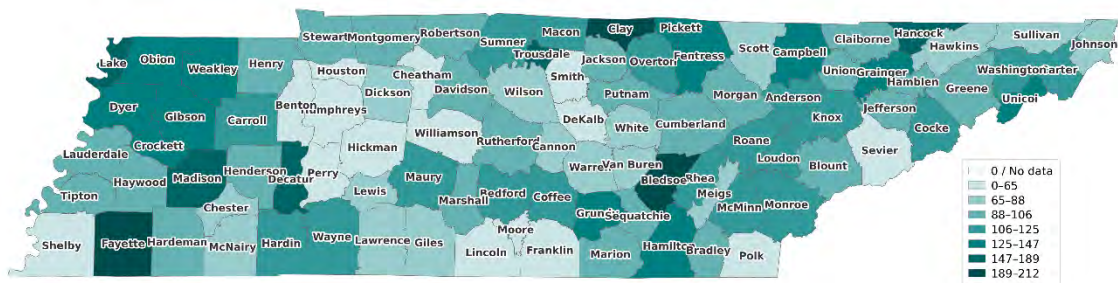 Stewart
Montgomery
Robertson
Sumner
Macon
Clay
Pickett
Scott
Campbell
Claiborne
Hancock
Hawkins
Sullivan
Johnson
Lake
Obion
Weakley
Henry
Houston
Cheatham
Trousdale
Smith
Jackson
Overton
Fentress
Union
Grainger
Hamblen
Washington
arter
Unicoi
Dyer
Gibson
Carroll
Benton
Humphreys
Dickson
Davidson
Wilson
DeKalb
Putnam
White
Cumberland
Morgan
Anderson
Knox
Jefferson
Greene
Cocke
Crockett
Lauderdale
Haywood
Madison
Henderson
Decatur
Perry
Hickman
Williamson
Rutherford
Cannon
Warren
Van Buren
Bledsoe
Rhea
Roane
Loudon
Blount
Sevier
Tipton
Chester
Lewis
Maury
Marshall
Redford
Coffee
Grund
Sequatchie
Meigs
McMinn
Monroe
Shelby
Fayette
Hardeman
McNairy
Hardin
Wayne
Lawrence
Giles
Lincoln
Moore
Franklin
Marion
Hamilton
Bradley
Polk
0 / No data
0–65
65–88
88–106
106–125
125–147
147–189
189–212